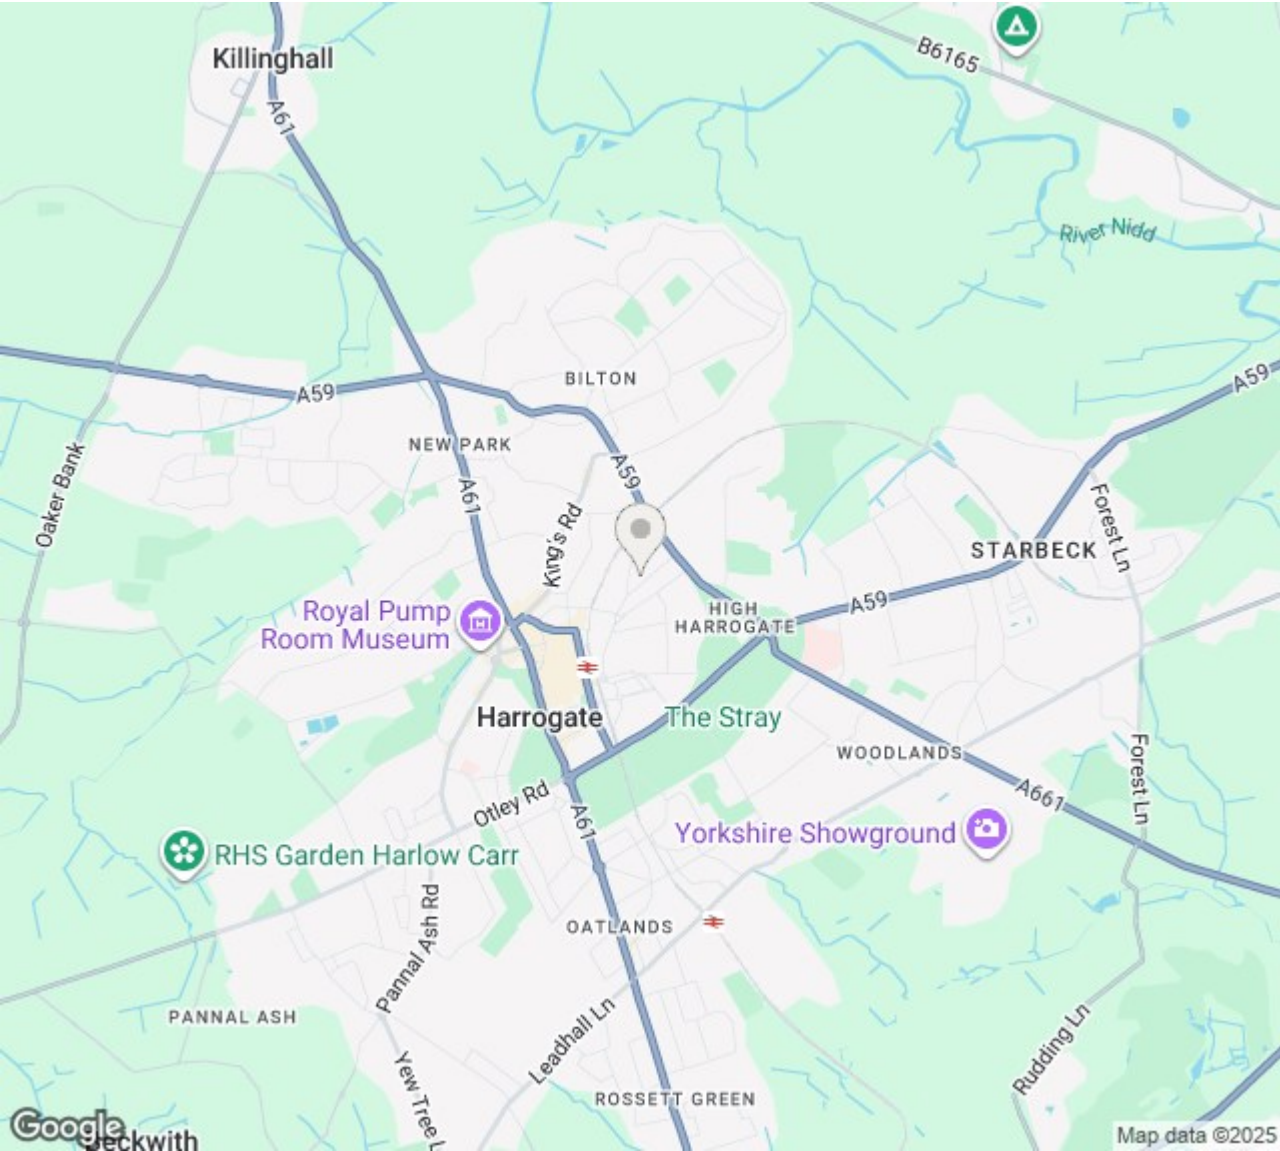 Killinghall
B6165
A61
River Nidd
A59
A59
BILTON
NEW PARK
A59
A61
Oaker Bank
King's Rd
Forest Ln
STARBECK
Royal Pump
Room Museum
HIGH
HARROGATE
A59
Harrogate
The Stray
WOODLANDS
Forest Ln
A661
Otley Rd
A61
Yorkshire Showground
RHS Garden Harlow Carr
Pannal Ash Rd
OATLANDS
PANNAL ASH
Leadhall Ln
Rudding Ln
Yew Tree L
ROSSETT GREEN
Google
Beckwith
Map data ©2025